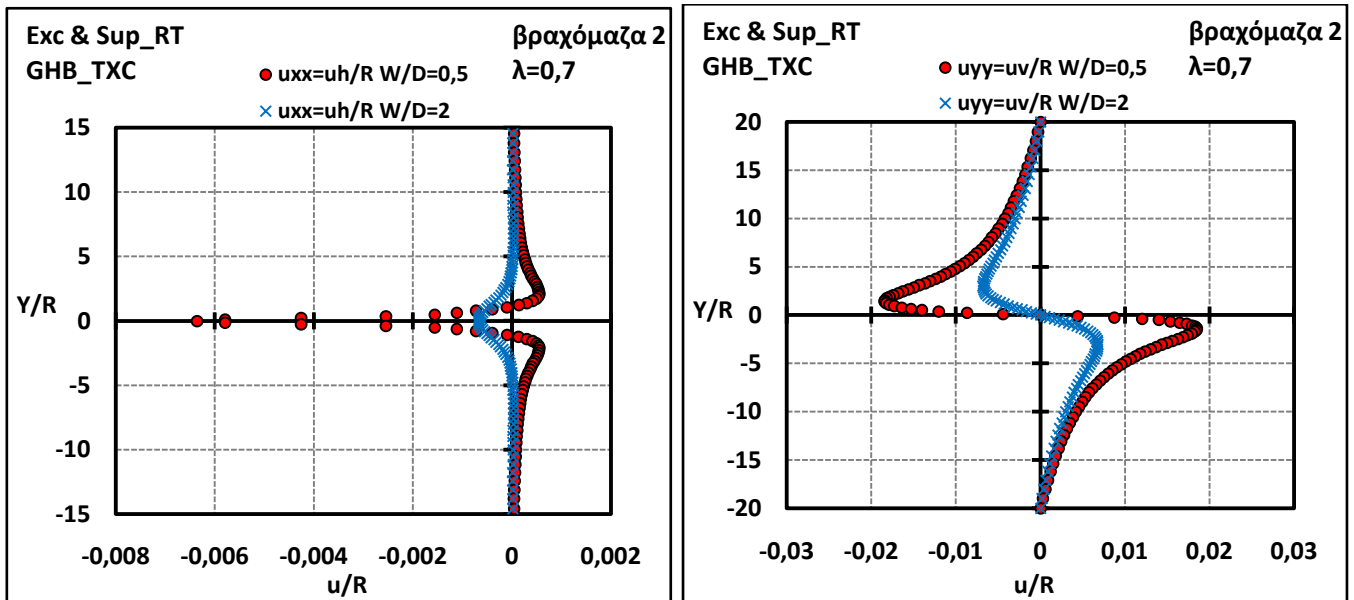 Exc & Sup_RT βραχόμαζα 2
GHB_TXC λ=0,7
uxx=uh/R W/D=0,5
uxx=uh/R W/D=2
15
10
5
Y/R
0
-5
-10
-15
-0,008 -0,006 -0,004 -0,002 0 0,002
u/R
Exc & Sup_RT βραχόμαζα 2
GHB_TXC λ=0,7
uyy=uv/R W/D=0,5
uyy=uv/R W/D=2
20
15
10
5
Y/R
0
-5
-10
-15
-20
-0,03 -0,02 -0,01 0 0,01 0,02 0,03
u/R